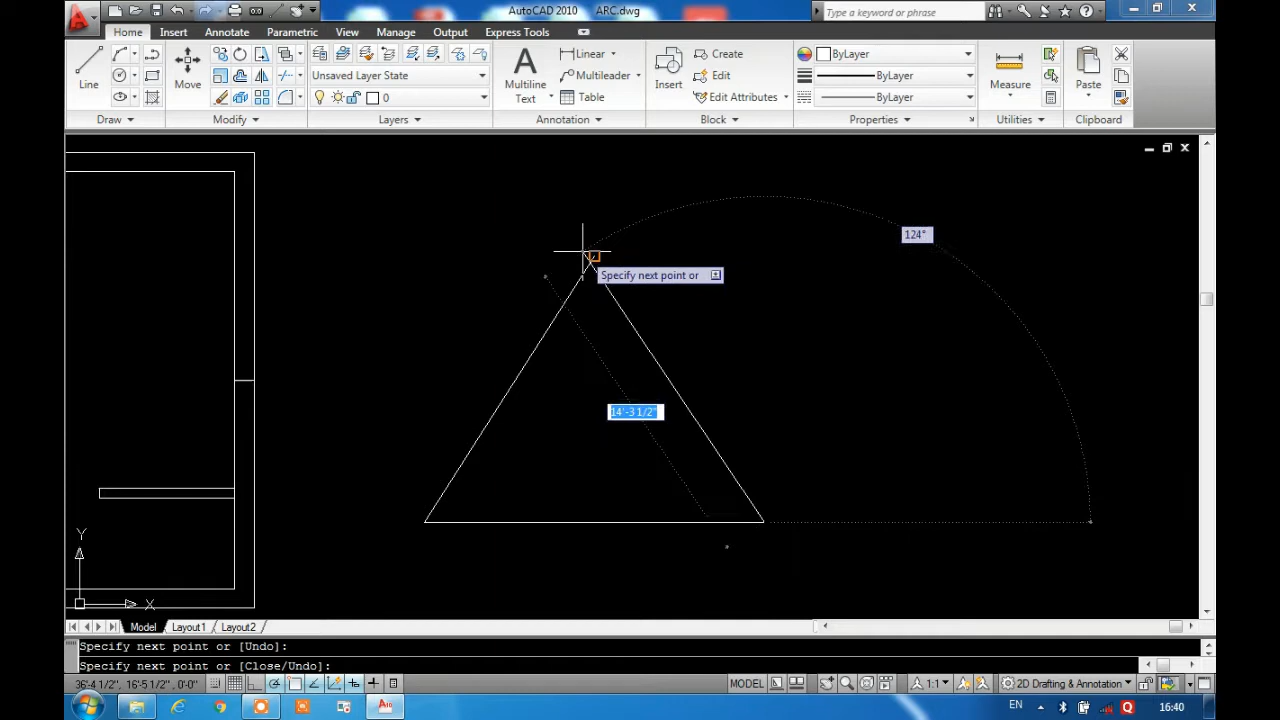 AutoCAD 2010 ARC.dwg
Type a keyword or phrase
Home Insert Annotate Parametric View Manage Output Express Tools
Line
Move
Unsaved Layer State
0
Multiline
Text
Linear
Multileader
Table
Insert
Create
Edit
Edit Attributes
ByLayer
ByLayer
ByLayer
Measure
Paste
Draw Modify Layers Annotation Block Properties Utilities Clipboard
124°
Specify next point or
14'-3 1/2"
Y
X
Model Layout1 Layout2
Specify next point or [Undo]:
Specify next point or [Close/Undo]:
36'-4 1/2", 16'-5 1/2", 0'-0"
MODEL
1:1
2D Drafting & Annotation
EN
16:40